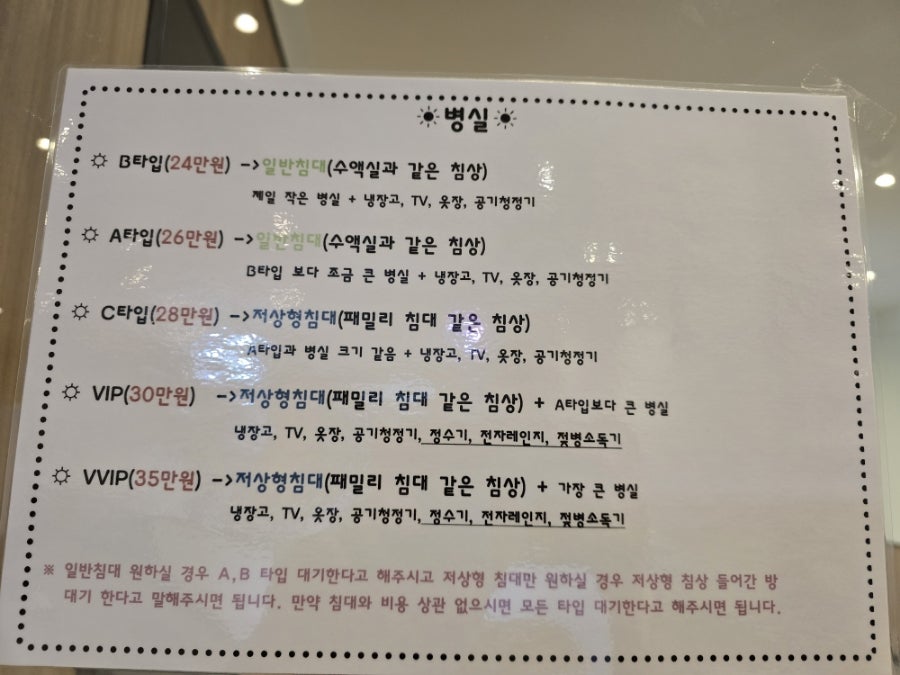 ☀병실☀
☼ B타입(24만원) ->일반침대(수액실과 같은 침상)
제일 작은 병실 + 냉장고, TV, 옷장, 공기청정기
☼ A타입(26만원) ->일반침대(수액실과 같은 침상)
B타입 보다 조금 큰 병실 + 냉장고, TV, 옷장, 공기청정기
☼ C타입(28만원) ->저상형침대(패밀리 침대 같은 침상)
A타입과 병실 크기 같음 + 냉장고, TV, 옷장, 공기청정기
☼ VIP(30만원) ->저상형침대(패밀리 침대 같은 침상) + A타입보다 큰 병실
냉장고, TV, 옷장, 공기청정기, 정수기, 전자레인지, 젖병소독기
☼ VVIP(35만원) ->저상형침대(패밀리 침대 같은 침상) + 가장 큰 병실
냉장고, TV, 옷장, 공기청정기, 정수기, 전자레인지, 젖병소독기
※ 일반침대 원하실 경우 A,B 타입 대기한다고 해주시고 저상형 침대만 원하실 경우 저상형 침상 들어간 방
대기 한다고 말해주시면 됩니다. 만약 침대와 비용 상관 없으시면 모든 타입 대기한다고 해주시면 됩니다.